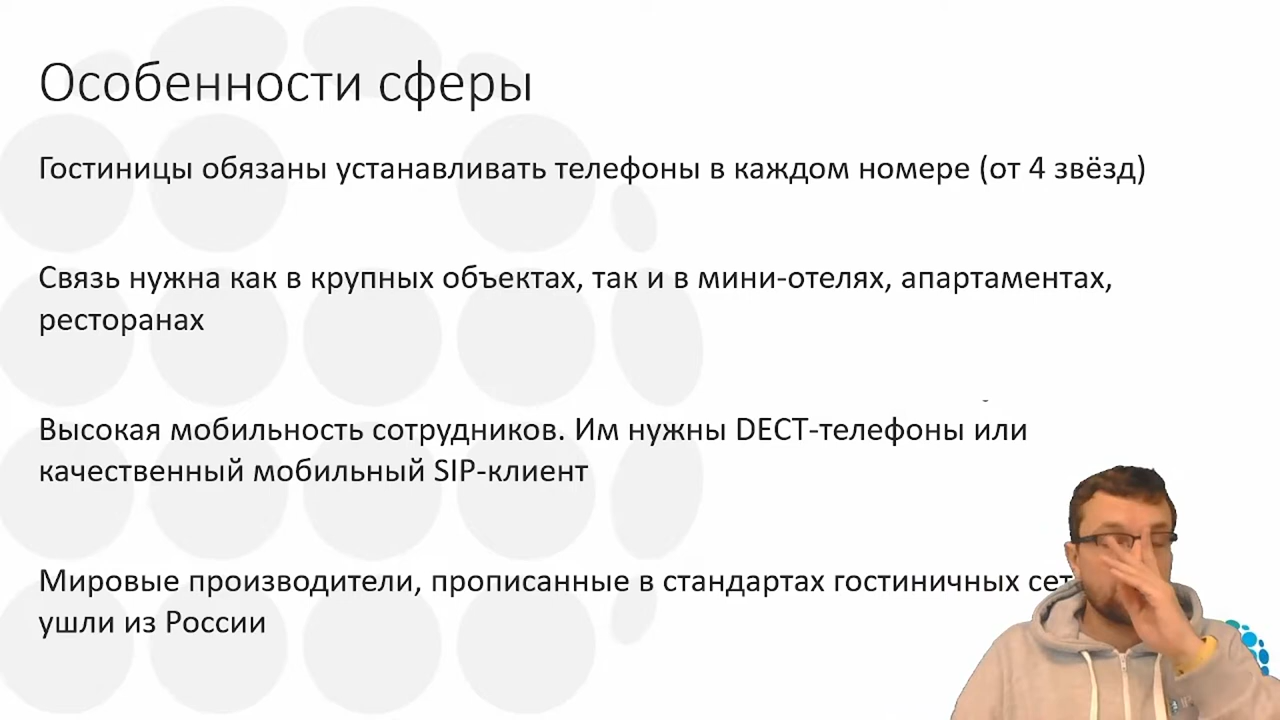 Особенности сферы
Гостиницы обязаны устанавливать телефоны в каждом номере (от 4 звёзд)
Связь нужна как в крупных объектах, так и в мини-отелях, апартаментах,
ресторанах
Высокая мобильность сотрудников. Им нужны DECT-телефоны или
качественный мобильный SIP-клиент
Мировые производители, прописанные в стандартах гостиничных сет
ушли из России